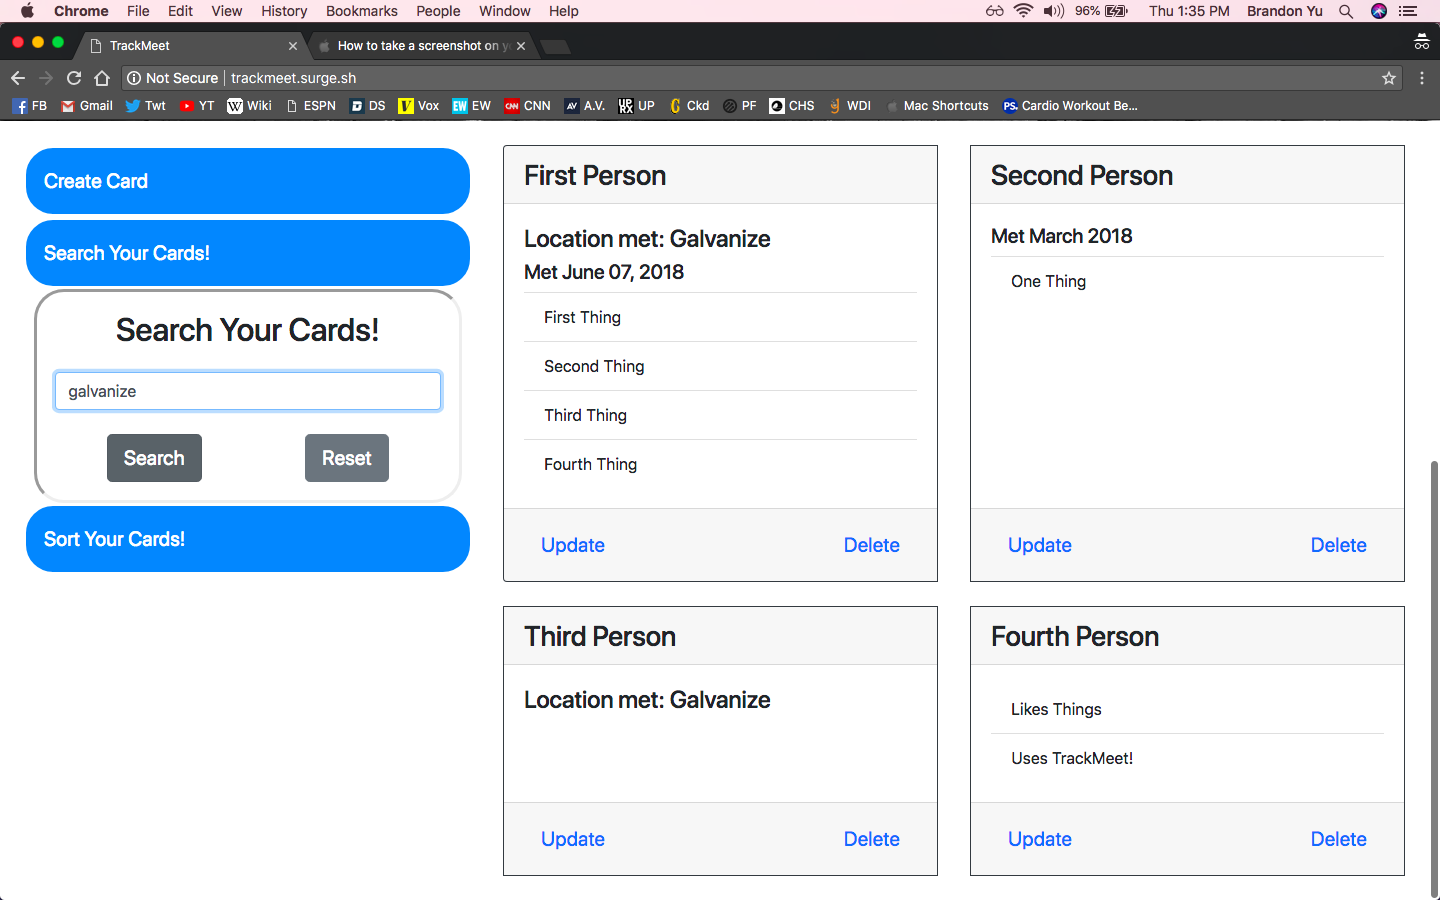 Chrome File Edit View History Bookmarks People Window Help 96% Thu 1:35 PM Brandon Yu
TrackMeet
How to take a screenshot on yo
Not Secure trackmeet.surge.sh
FB Gmail Twt YT Wiki ESPN DS Vox EW CNN A.V. UP Ckd PF CHS WDI Mac Shortcuts Cardio Workout Be...
Create Card
Search Your Cards!
Search Your Cards!
galvanize
Search Reset
Sort Your Cards!
First Person
Location met: Galvanize
Met June 07, 2018
First Thing
Second Thing
Third Thing
Fourth Thing
Update Delete
Second Person
Met March 2018
One Thing
Update Delete
Third Person
Location met: Galvanize
Update Delete
Fourth Person
Likes Things
Uses TrackMeet!
Update Delete